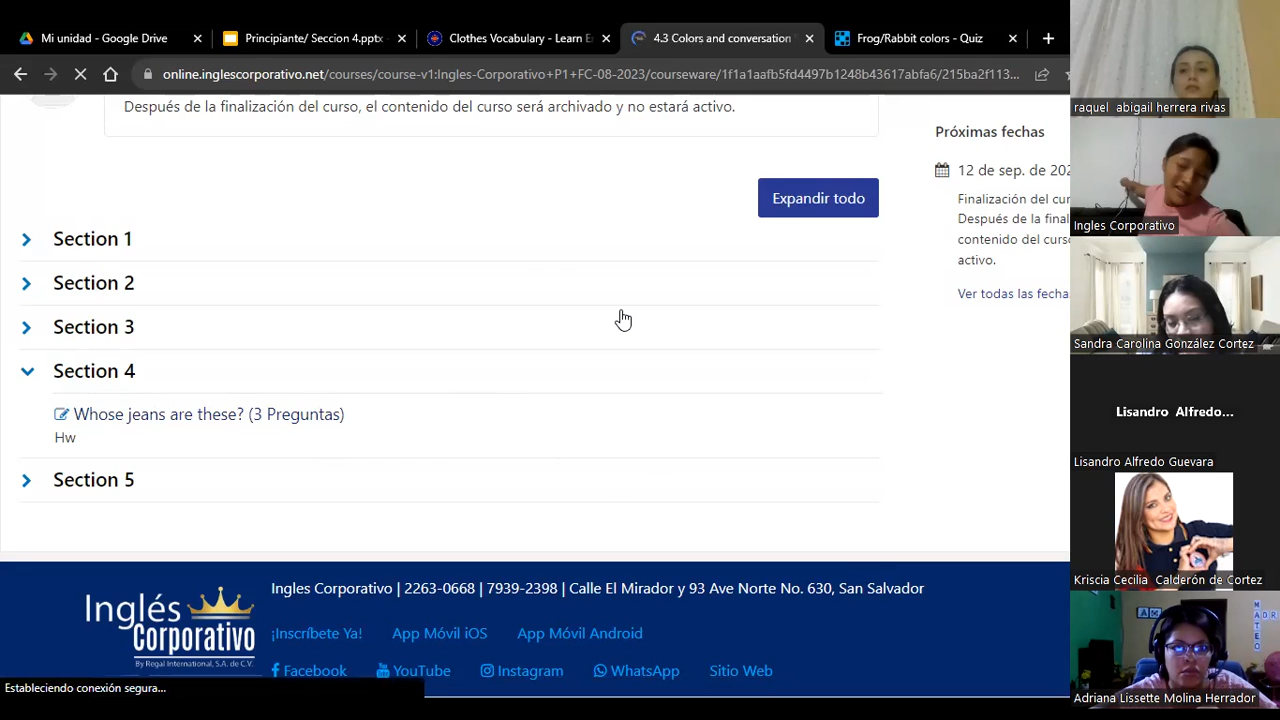 Mi unidad - Google Drive
Principiante/ Seccion 4.pptx
Clothes Vocabulary - Learn E
4.3 Colors and conversation
Frog/Rabbit colors - Quiz
online.inglescorporativo.net/courses/course-v1:Ingles-Corporativo+P1+FC-08-2023/courseware/1f1a1aafb5fd4497b1248b43617abfa6/215ba2f113...
Después de la finalización del curso, el contenido del curso será archivado y no estará activo.
Expandir todo
Section 1
Section 2
Section 3
Section 4
Whose jeans are these? (3 Preguntas)
Hw
Section 5
Próximas fechas
12 de sep. de 202
Finalización del cur
Después de la final
contenido del curso
activo.
Ver todas las fecha
Inglés
Corporativo
By Regal International, S.A. de C.V.
Ingles Corporativo | 2263-0668 | 7939-2398 | Calle El Mirador y 93 Ave Norte No. 630, San Salvador
¡Inscríbete Ya!
App Móvil iOS
App Móvil Android
Facebook
YouTube
Instagram
WhatsApp
Sitio Web
Estableciendo conexión segura...
raquel abigail herrera rivas
Ingles Corporativo
Sandra Carolina González Cortez
Lisandro Alfredo...
Lisandro Alfredo Guevara
Kriscia Cecilia Calderón de Cortez
MATEO
Adriana Lissette Molina Herrador